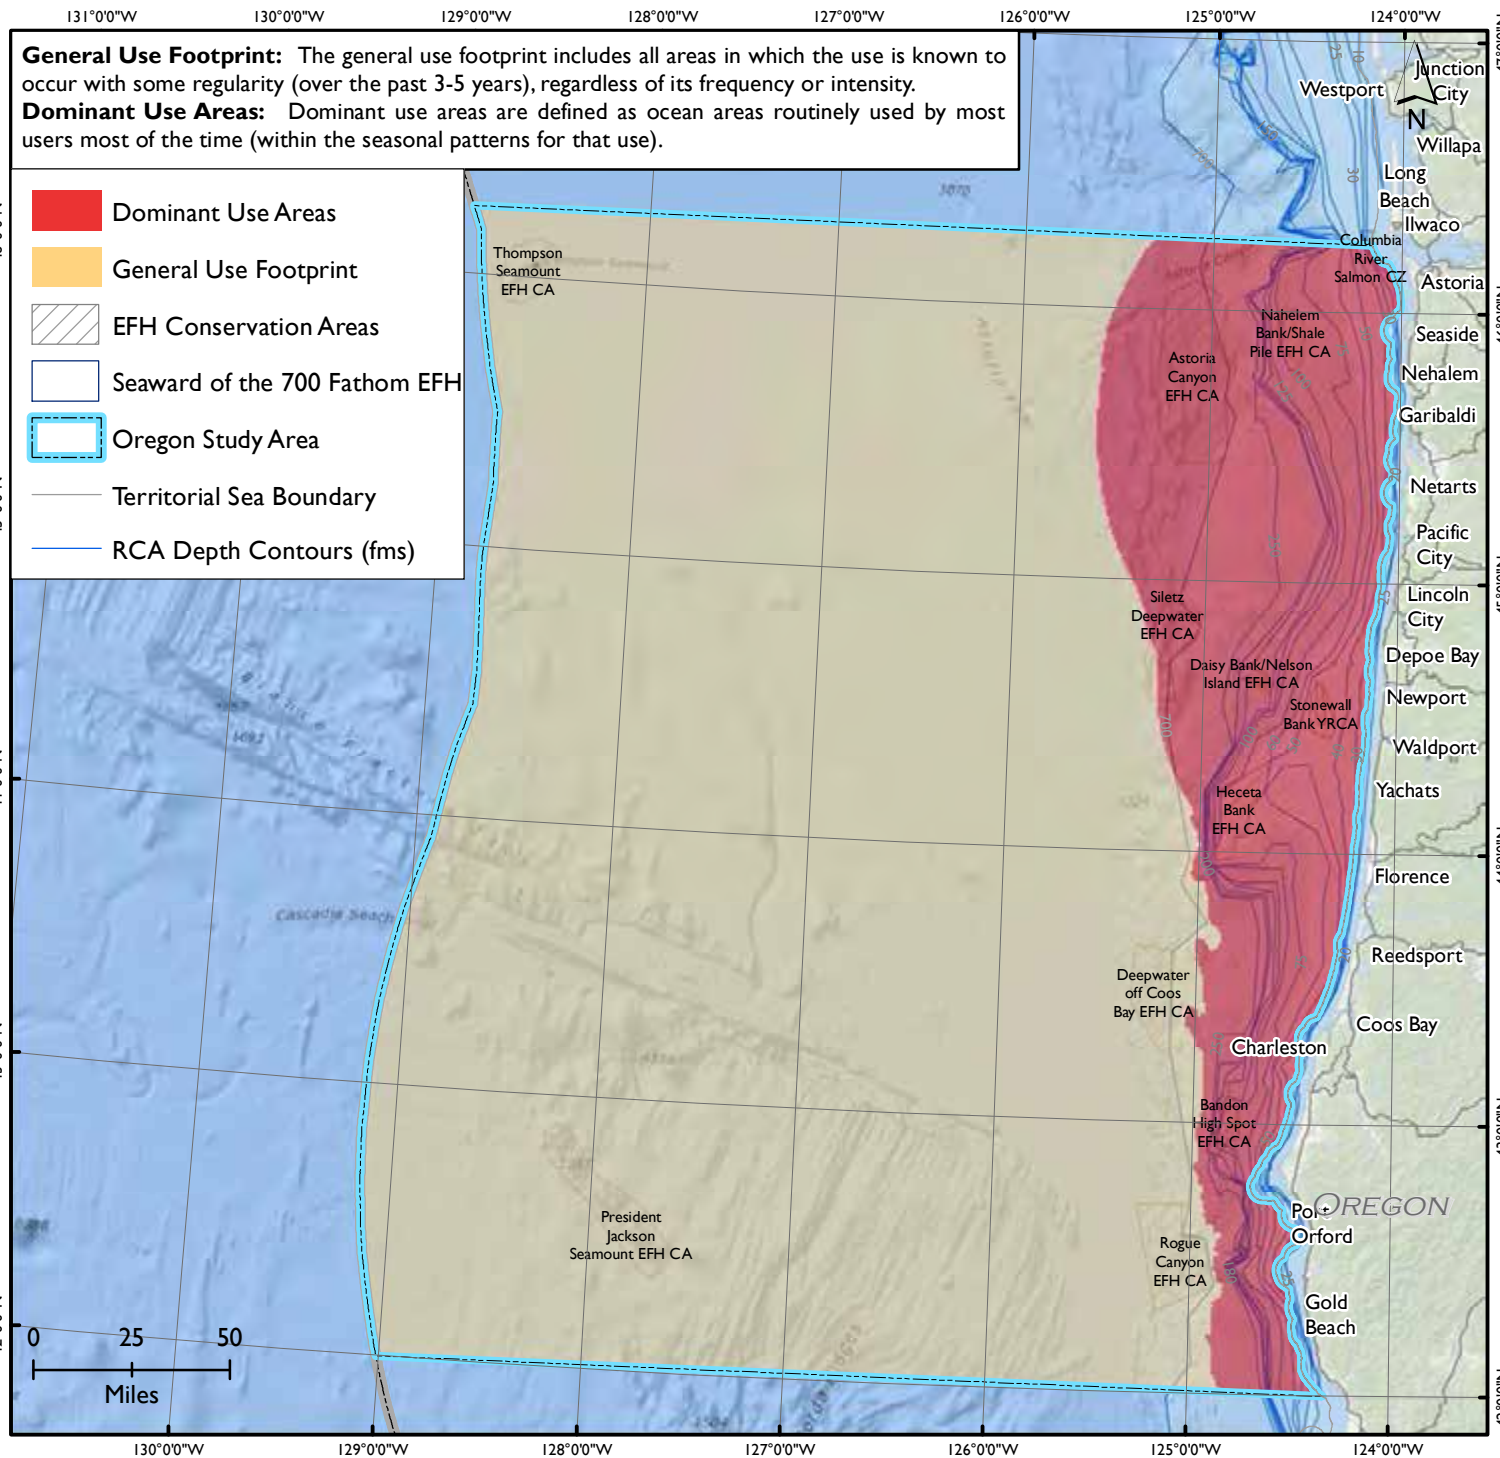 131°0'0"W
130°0'0"W
129°0'0"W
128°0'0"W
127°0'0"W
126°0'0"W
125°0'0"W
124°0'0"W
General Use Footprint: The general use footprint includes all areas in which the use is known to
occur with some regularity (over the past 3-5 years), regardless of its frequency or intensity.
Dominant Use Areas: Dominant use areas are defined as ocean areas routinely used by most
users most of the time (within the seasonal patterns for that use).
Dominant Use Areas
General Use Footprint
EFH Conservation Areas
Seaward of the 700 Fathom EFH
Oregon Study Area
Territorial Sea Boundary
RCA Depth Contours (fms)
Junction
City
Westport
N
Willapa
Long
Beach
Ilwaco
Columbia
River
Salmon CZ
Astoria
Thompson
Seamount
EFH CA
Nahelem
Bank/Shale
Pile EFH CA
Seaside
Astoria
Canyon
EFH CA
Nehalem
Garibaldi
Netarts
Pacific
City
Siletz
Deepwater
EFH CA
Lincoln
City
Daisy Bank/Nelson
Island EFH CA
Depoe Bay
Stonewall
Bank YRCA
Newport
700
Waldport
Heceta
Bank
EFH CA
Yachats
Florence
Cascadia Beach
Reedsport
Deepwater
off Coos
Bay EFH CA
Coos Bay
Charleston
Bandon
High Spot
EFH CA
OREGON
Port
Orford
President
Jackson
Seamount EFH CA
Rogue
Canyon
EFH CA
180
Gold
Beach
0 25 50
Miles
130°0'0"W
129°0'0"W
128°0'0"W
127°0'0"W
126°0'0"W
125°0'0"W
124°0'0"W